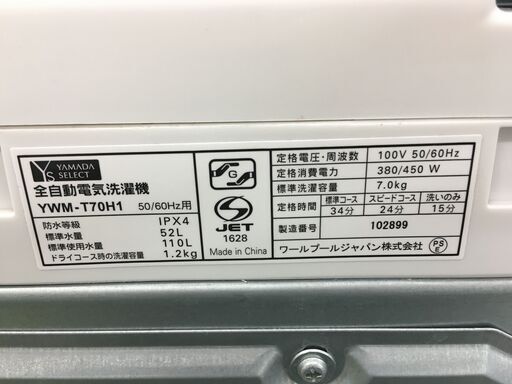 YS YAMADA SELECT
全自動電気洗濯機
YWM-T70H1 50/60Hz用
防水等級 IPX4
標準水量 52L
標準使用水量 110L
ドライコース時の洗濯容量 1.2kg
G
S
JET
1628
Made in China
定格電圧・周波数 100V 50/60Hz
定格消費電力 380/450 W
標準洗濯容量 7.0kg
定格時間 標準コース スピードコース 洗いのみ
34分 24分 15分
製造番号 102899
ワールプールジャパン株式会社 PSE